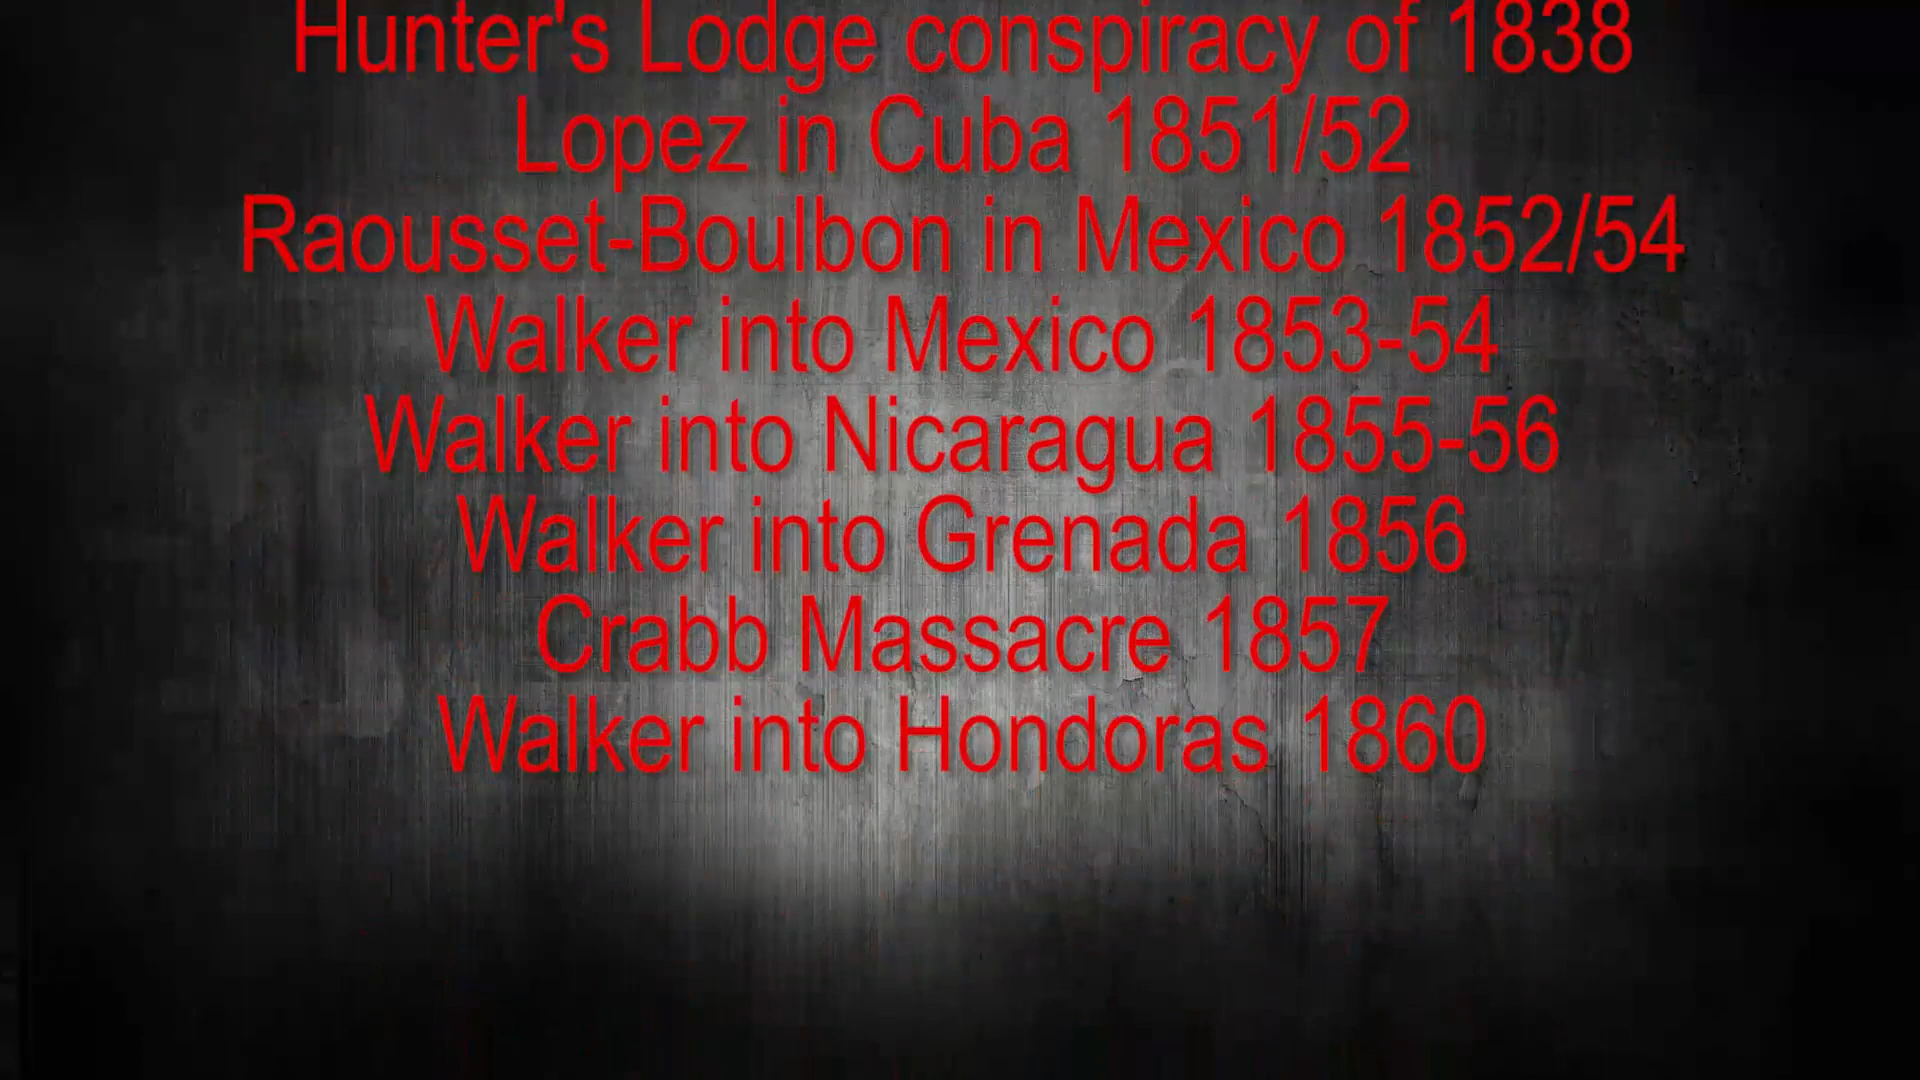 Hunter's Lodge conspiracy of 1838
Lopez in Cuba 1851/52
Raousset-Boulbon in Mexico 1852/54
Walker into Mexico 1853-54
Walker into Nicaragua 1855-56
Walker into Grenada 1856
Crabb Massacre 1857
Walker into Hondoras 1860